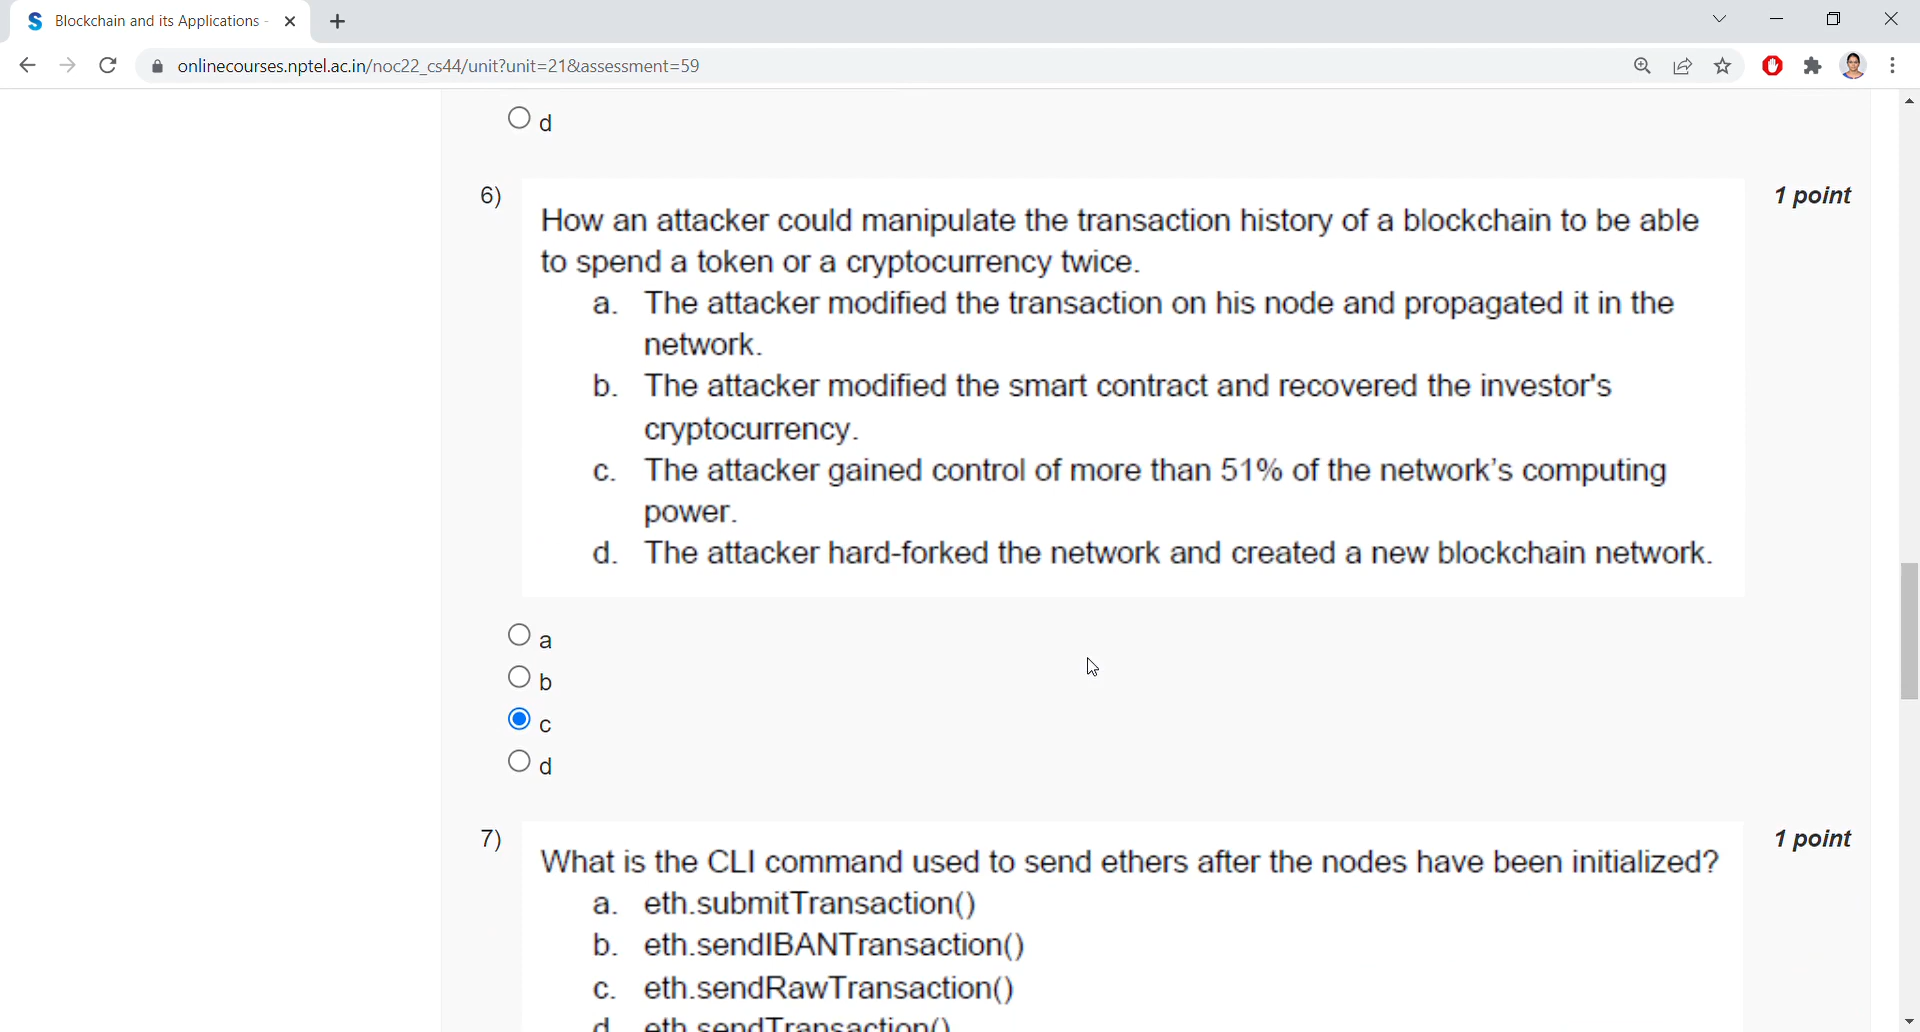 Blockchain and its Applications -
onlinecourses.nptel.ac.in/noc22_cs44/unit?unit=21&assessment=59
d
6)
1 point
How an attacker could manipulate the transaction history of a blockchain to be able
to spend a token or a cryptocurrency twice.
a. The attacker modified the transaction on his node and propagated it in the
network.
b. The attacker modified the smart contract and recovered the investor's
cryptocurrency.
c. The attacker gained control of more than 51% of the network’s computing
power.
d. The attacker hard-forked the network and created a new blockchain network.
a
b
c
d
7)
1 point
What is the CLI command used to send ethers after the nodes have been initialized?
a. eth.submitTransaction()
b. eth.sendIBANTransaction()
c. eth.sendRawTransaction()
d eth.sendTransaction()